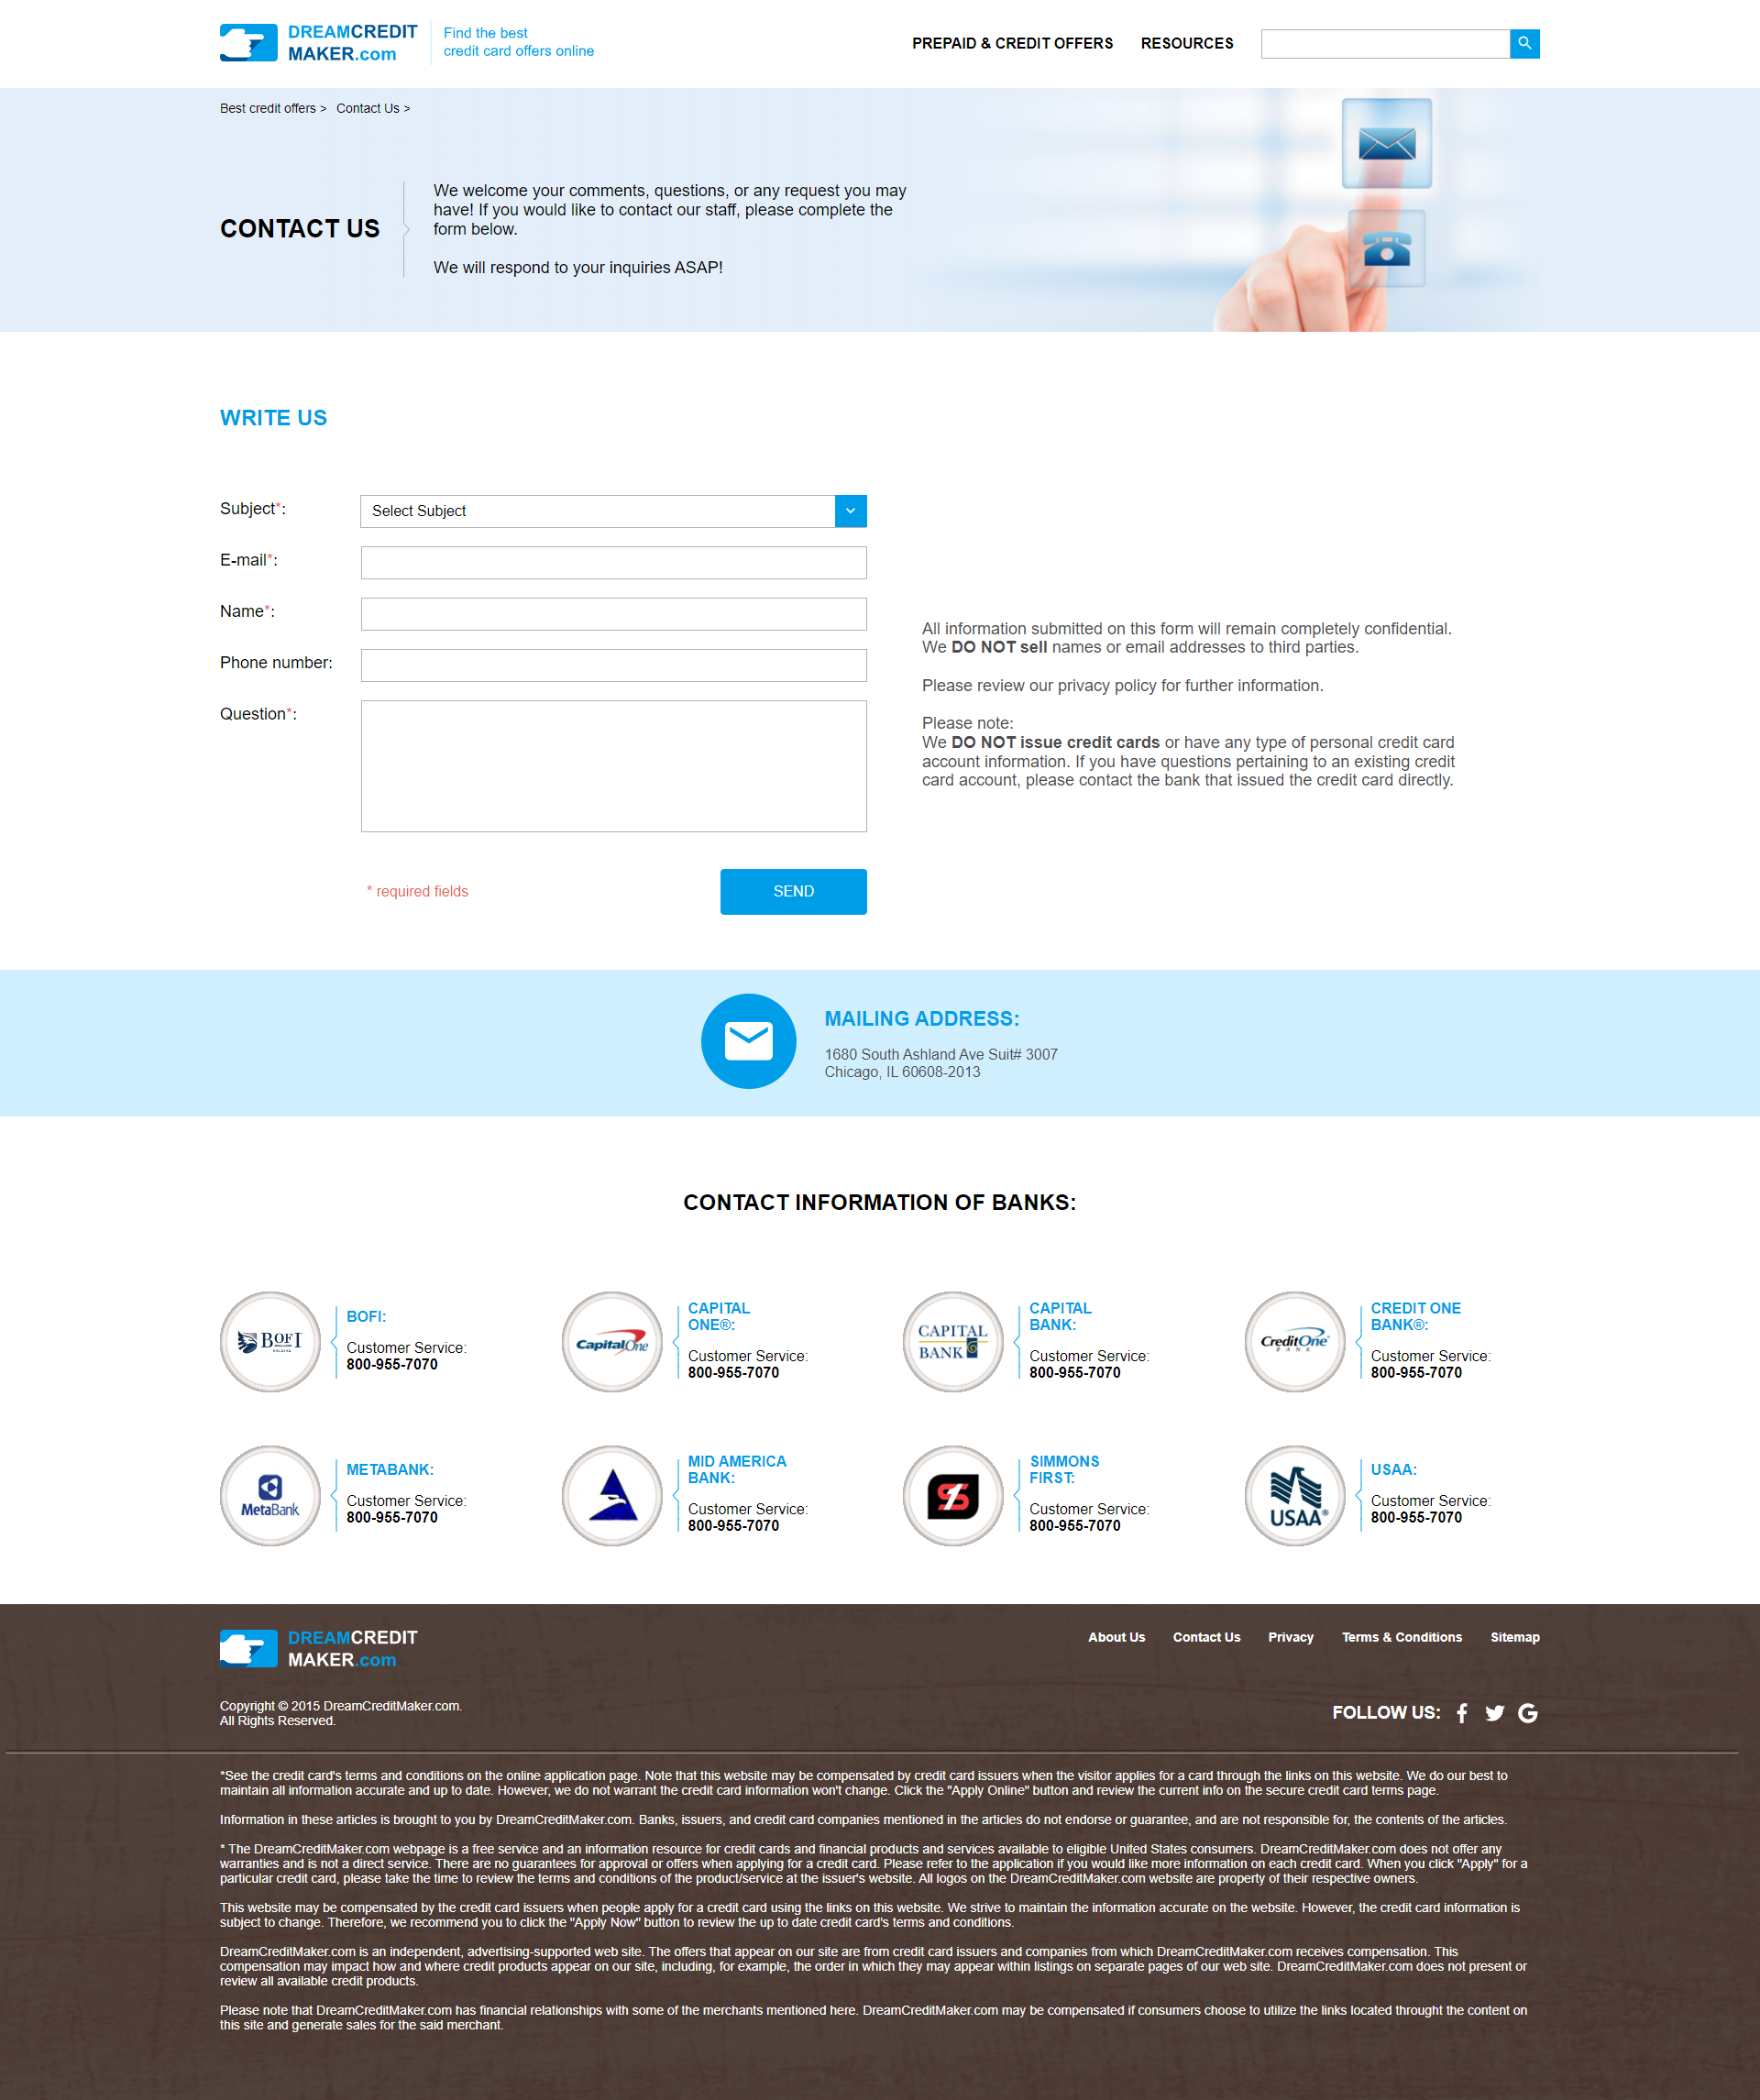 DREAMCREDIT
MAKER.com
Find the best
credit card offers online
PREPAID & CREDIT OFFERS
RESOURCES
Best credit offers >
Contact Us >
CONTACT US
We welcome your comments, questions, or any request you may
have! If you would like to contact our staff, please complete the
form below.
We will respond to your inquiries ASAP!
WRITE US
Subject*:
Select Subject
E-mail*:
Name*:
Phone number:
Question*:
* required fields
SEND
All information submitted on this form will remain completely confidential.
We DO NOT sell names or email addresses to third parties.
Please review our privacy policy for further information.
Please note:
We DO NOT issue credit cards or have any type of personal credit card
account information. If you have questions pertaining to an existing credit
card account, please contact the bank that issued the credit card directly.
MAILING ADDRESS:
1680 South Ashland Ave Suit# 3007
Chicago, IL 60608-2013
CONTACT INFORMATION OF BANKS:
BOFI
HOLDING
BOFI:
Customer Service:
800-955-7070
CapitalOne
CAPITAL
ONE®:
Customer Service:
800-955-7070
CAPITAL
BANK
CAPITAL
BANK:
Customer Service:
800-955-7070
CreditOne
BANK
CREDIT ONE
BANK®:
Customer Service:
800-955-7070
MetaBank
METABANK:
Customer Service:
800-955-7070
MID AMERICA
BANK:
Customer Service:
800-955-7070
SIMMONS
FIRST:
Customer Service:
800-955-7070
USAA®
USAA:
Customer Service:
800-955-7070
DREAMCREDIT
MAKER.com
About Us
Contact Us
Privacy
Terms & Conditions
Sitemap
Copyright © 2015 DreamCreditMaker.com.
All Rights Reserved.
FOLLOW US:
*See the credit card's terms and conditions on the online application page. Note that this website may be compensated by credit card issuers when the visitor applies for a card through the links on this website. We do our best to
maintain all information accurate and up to date. However, we do not warrant the credit card information won't change. Click the "Apply Online" button and review the current info on the secure credit card terms page.
Information in these articles is brought to you by DreamCreditMaker.com. Banks, issuers, and credit card companies mentioned in the articles do not endorse or guarantee, and are not responsible for, the contents of the articles.
* The DreamCreditMaker.com webpage is a free service and an information resource for credit cards and financial products and services available to eligible United States consumers. DreamCreditMaker.com does not offer any
warranties and is not a direct service. There are no guarantees for approval or offers when applying for a credit card. Please refer to the application if you would like more information on each credit card. When you click "Apply" for a
particular credit card, please take the time to review the terms and conditions of the product/service at the issuer's website. All logos on the DreamCreditMaker.com website are property of their respective owners.
This website may be compensated by the credit card issuers when people apply for a credit card using the links on this website. We strive to maintain the information accurate on the website. However, the credit card information is
subject to change. Therefore, we recommend you to click the "Apply Now" button to review the up to date credit card's terms and conditions.
DreamCreditMaker.com is an independent, advertising-supported web site. The offers that appear on our site are from credit card issuers and companies from which DreamCreditMaker.com receives compensation. This
compensation may impact how and where credit products appear on our site, including, for example, the order in which they may appear within listings on separate pages of our web site. DreamCreditMaker.com does not present or
review all available credit products.
Please note that DreamCreditMaker.com has financial relationships with some of the merchants mentioned here. DreamCreditMaker.com may be compensated if consumers choose to utilize the links located throught the content on
this site and generate sales for the said merchant.